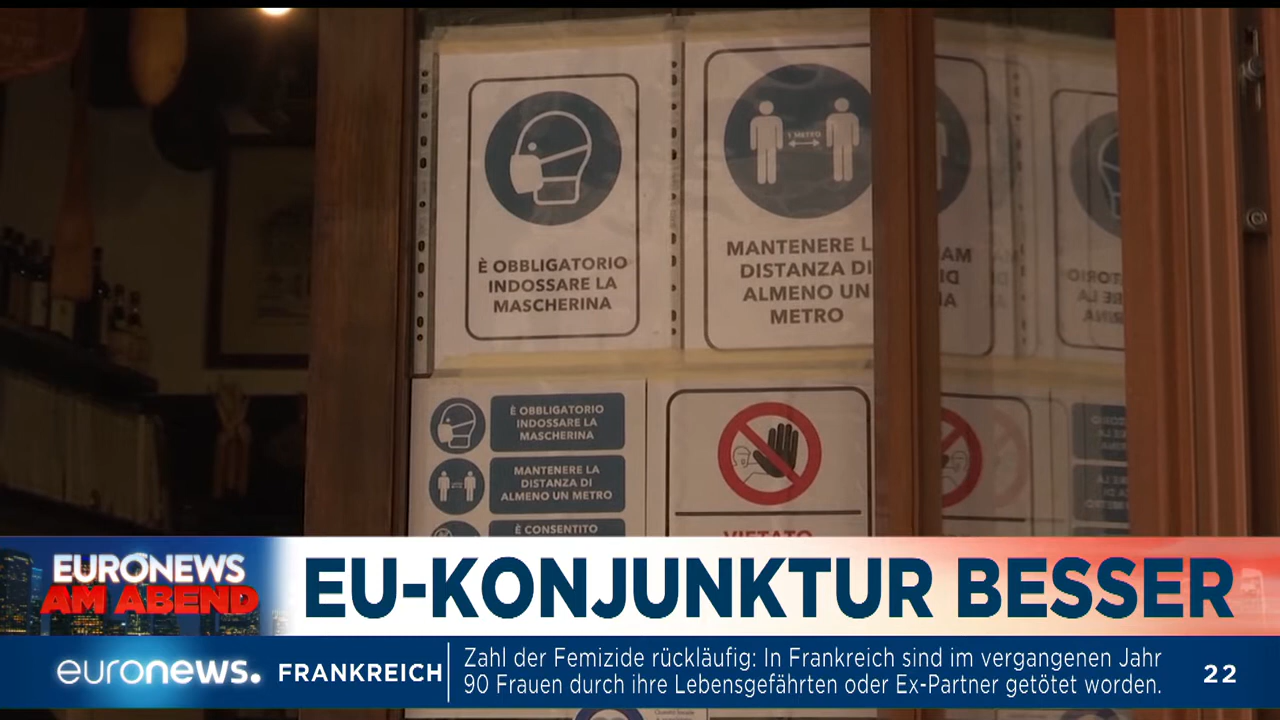 È OBBLIGATORIO
INDOSSARE LA
MASCHERINA
1 METRO
MANTENERE L
DISTANZA DI
ALMENO UN
METRO
È OBBLIGATORIO
INDOSSARE LA
MASCHERINA
MANTENERE LA
DISTANZA DI
ALMENO UN METRO
È CONSENTITO
VIETATO
EURONEWS
AM ABEND
EU-KONJUNKTUR BESSER
euronews.
FRANKREICH
Zahl der Femizide rückläufig: In Frankreich sind im vergangenen Jahr
90 Frauen durch ihre Lebensgefährten oder Ex-Partner getötet worden.
22